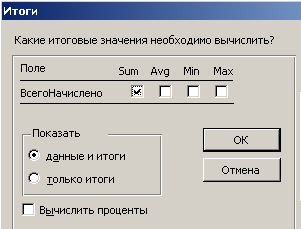 Итоги
Какие итоговые значения необходимо вычислить?
Поле Sum Avg Min Max
ВсегоНачислено
Показать
данные и итоги
только итоги
ОК
Отмена
Вычислить проценты